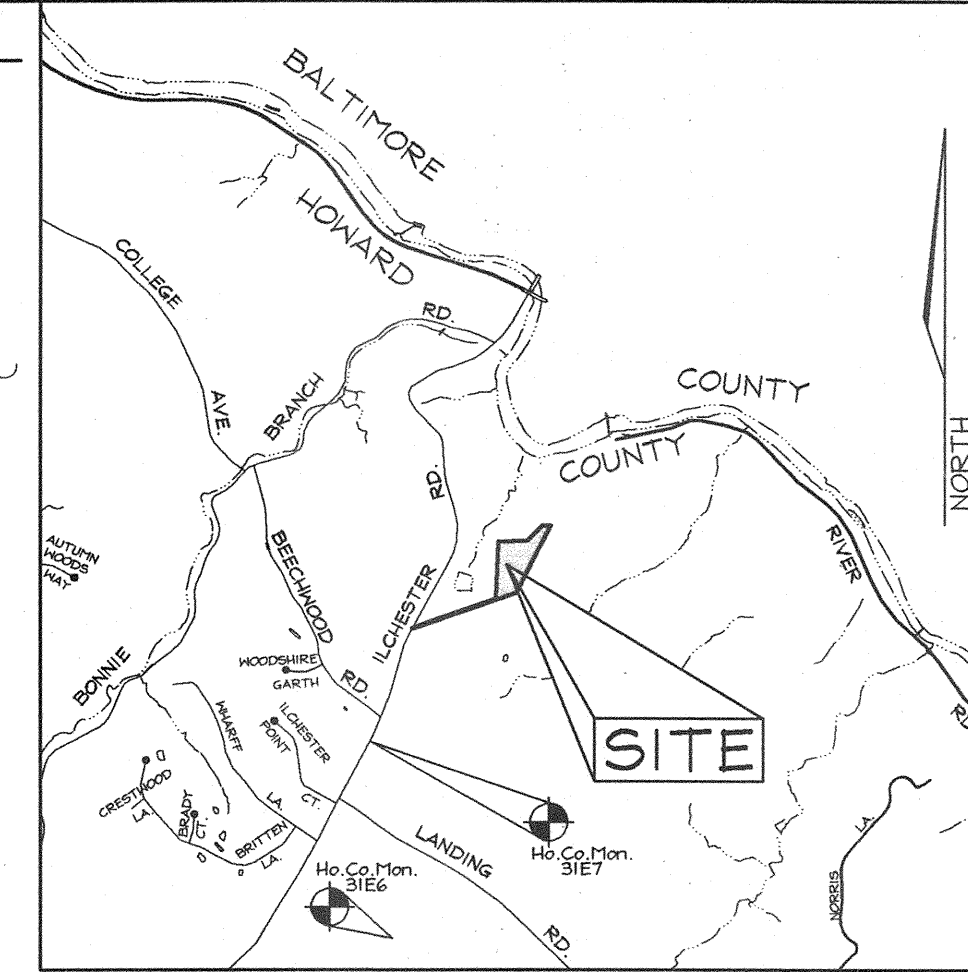 BALTIMORE
HOWARD
COLLEGE
AVE.
RD.
BRANCH
COUNTY
COUNTY
NORTH
RD.
RIVER
AUTUMN
WOODS
WAY
BEECHWOOD
ILCHESTER
WOODSHIRE
GARTH
RD.
BONNIE
WHARFF
ILCHESTER
POINT
SITE
RD.
CRESTWOOD
LA.
BRADY
CT.
LA.
CT.
BRITTEN
LA.
LANDING
Ho.Co.Mon.
31E7
LA.
NORRIS
Ho.Co.Mon.
31E6
RD.